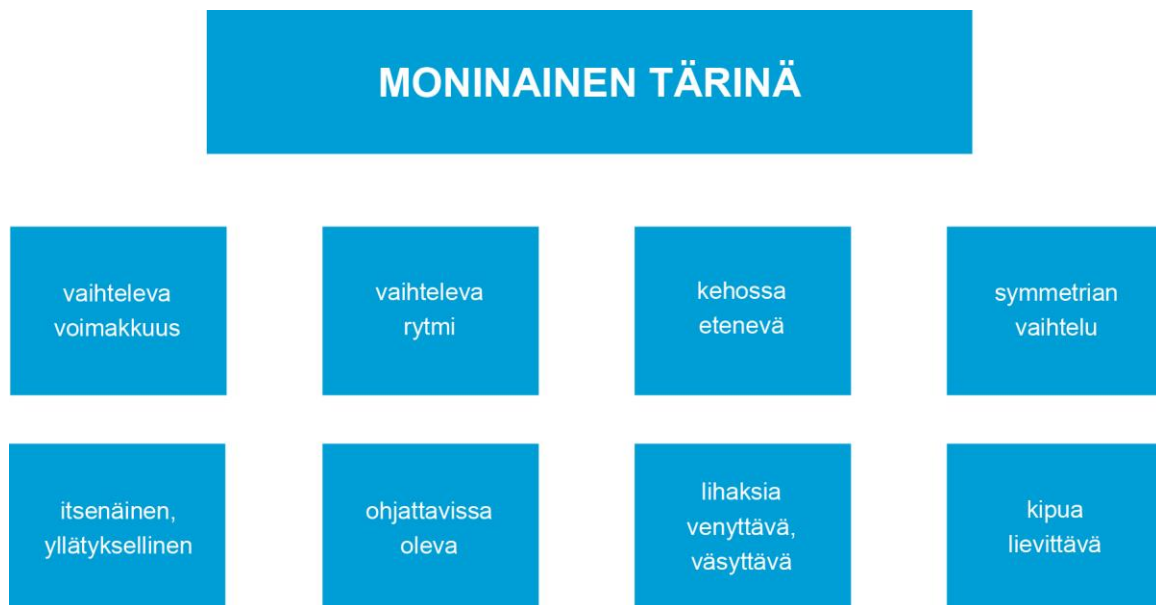 MONINAINEN TÄRINÄ
vaihteleva
voimakkuus
vaihteleva
rytmi
kehossa
etenevä
symmetrian
vaihtelu
itsenäinen,
yllätyksellinen
ohjattavissa
oleva
lihaksia
venyttävä,
väsyttävä
kipua
lievittävä